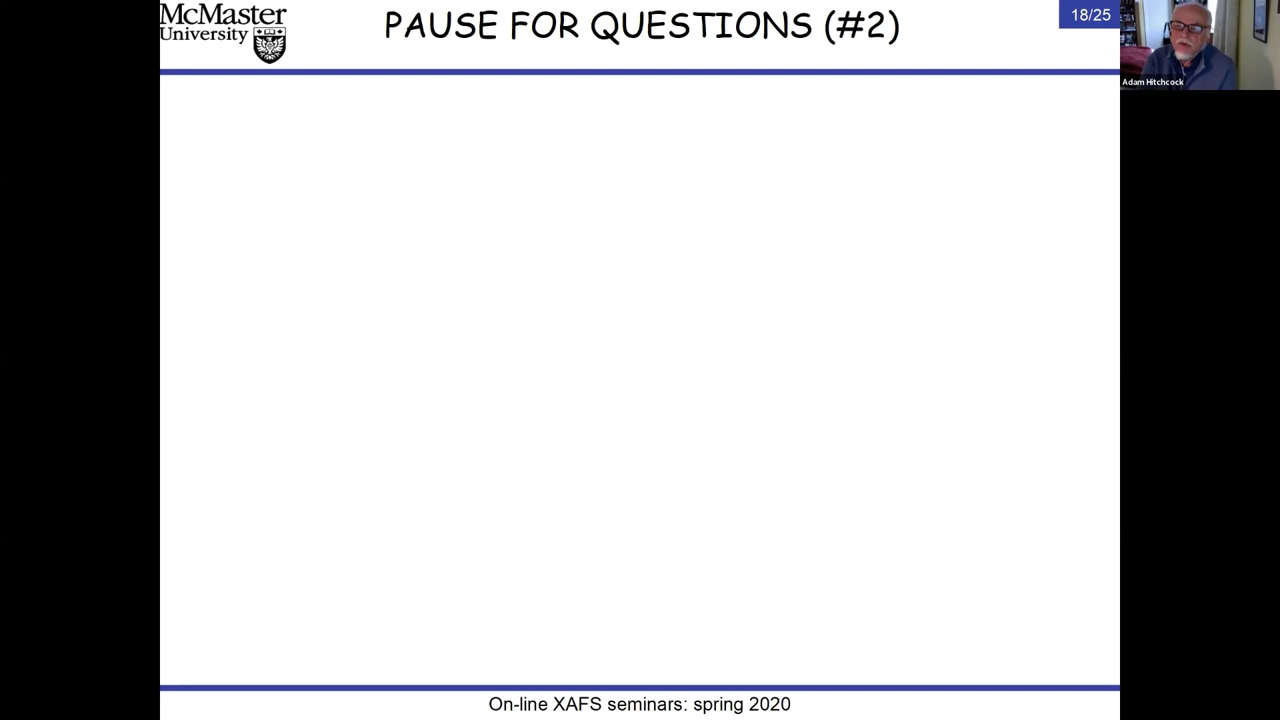 McMaster
University
PAUSE FOR QUESTIONS (#2)
18/25
Adam Hitchcock
On-line XAFS seminars: spring 2020